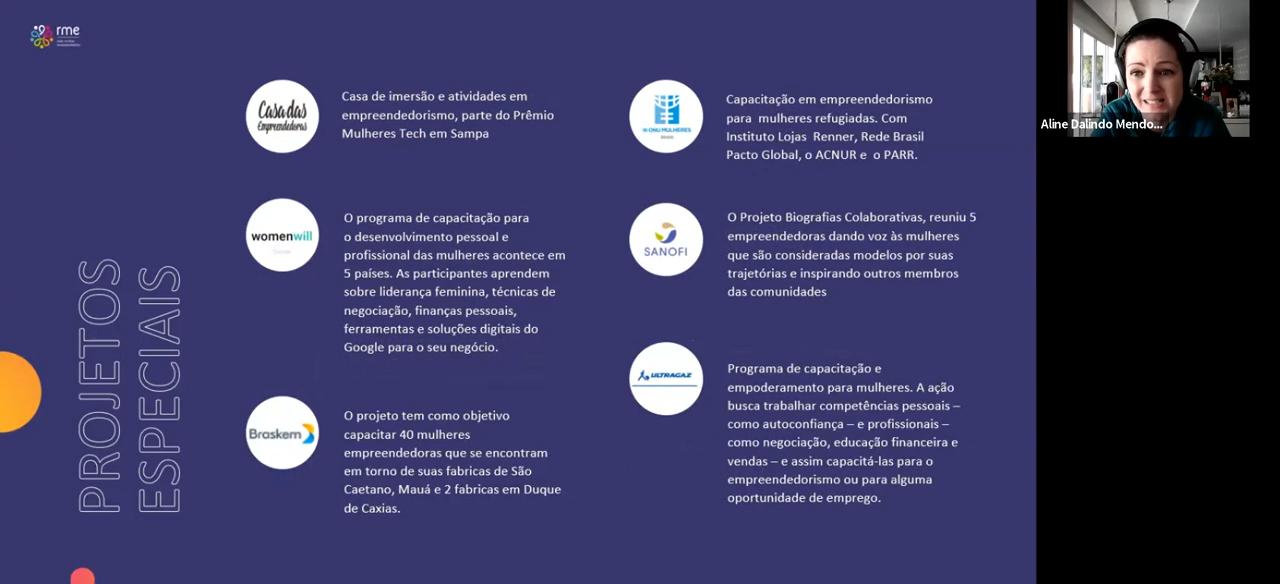 rme
PROJETOS
ESPECIAIS
Casa das
Empreendedoras
Casa de imersão e atividades em
empreendedorismo, parte do Prêmio
Mulheres Tech em Sampa
womenwill
O programa de capacitação para
o desenvolvimento pessoal e
profissional das mulheres acontece em
5 países. As participantes aprendem
sobre liderança feminina, técnicas de
negociação, finanças pessoais,
ferramentas e soluções digitais do
Google para o seu negócio.
Braskem
O projeto tem como objetivo
capacitar 40 mulheres
empreendedoras que se encontram
em torno de suas fabricas de São
Caetano, Mauá e 2 fabricas em Duque
de Caxias.
ONU MULHERES
BRASIL
Capacitação em empreendedorismo
para mulheres refugiadas. Com
Instituto Lojas Renner, Rede Brasil
Pacto Global, o ACNUR e o PARR.
SANOFI
O Projeto Biografias Colaborativas, reuniu 5
empreendedoras dando voz às mulheres
que são consideradas modelos por suas
trajetórias e inspirando outros membros
das comunidades
ULTRAGAZ
Programa de capacitação e
empoderamento para mulheres. A ação
busca trabalhar competências pessoais –
como autoconfiança – e profissionais –
como negociação, educação financeira e
vendas – e assim capacitá-las para o
empreendedorismo ou para alguma
oportunidade de emprego.
Aline Dalindo Mendo...